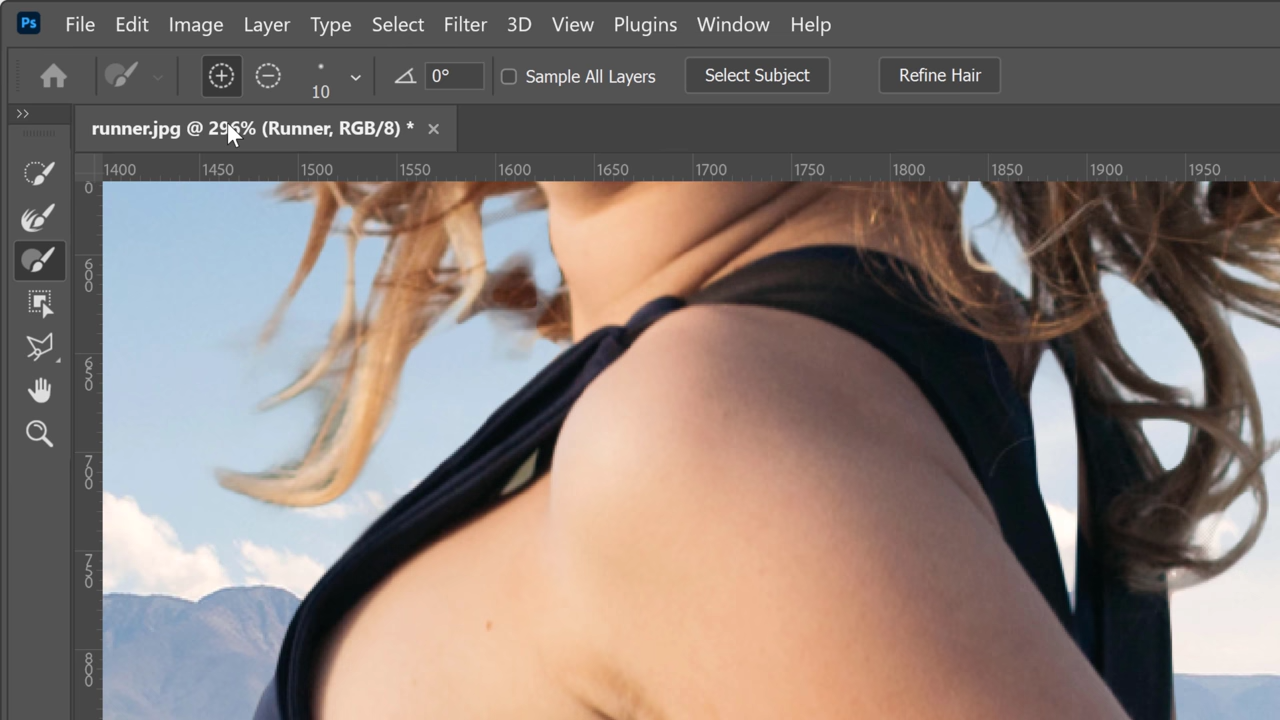 Ps File Edit Image Layer Type Select Filter 3D View Plugins Window Help
10 0° Sample All Layers Select Subject Refine Hair
runner.jpg @ 296% (Runner, RGB/8) * ×
1400 1450 1500 1550 1600 1650 1700 1750 1800 1850 1900 1950
0
600
650
700
750
800